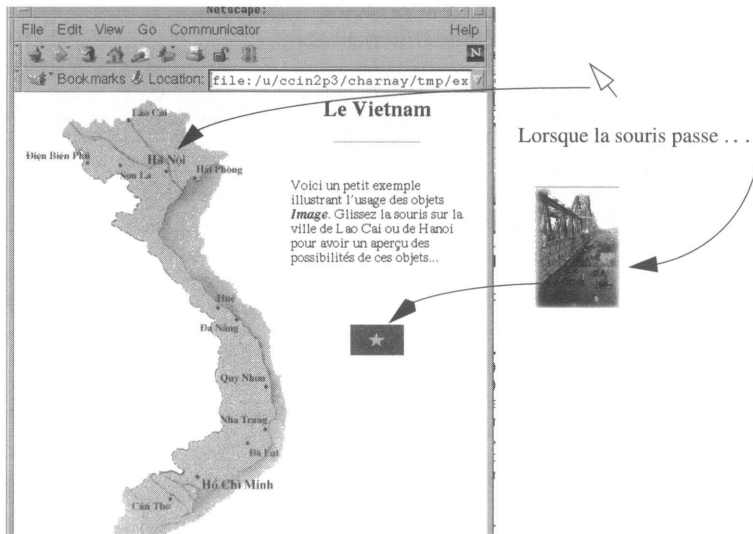 Netscape:
File Edit View Go Communicator Help
N
Bookmarks Location: file:/u/ccin2p3/charnay/tmp/ex
Le Vietnam
Lorsque la souris passe . . .
Voici un petit exemple
illustrant l'usage des objets
Image. Glissez la souris sur la
ville de Lao Cai ou de Hanoi
pour avoir un aperçu des
possibilités de ces objets...
Lào Cai
Điện Biên Phủ
Hà Nội
Sơn La
Hải Phòng
Huế
Đà Nẵng
Quy Nhơn
Nha Trang
Đà Lạt
Hồ Chí Minh
Cần Thơ